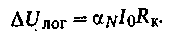 ΔU_лог = α_N I_0 R_к.